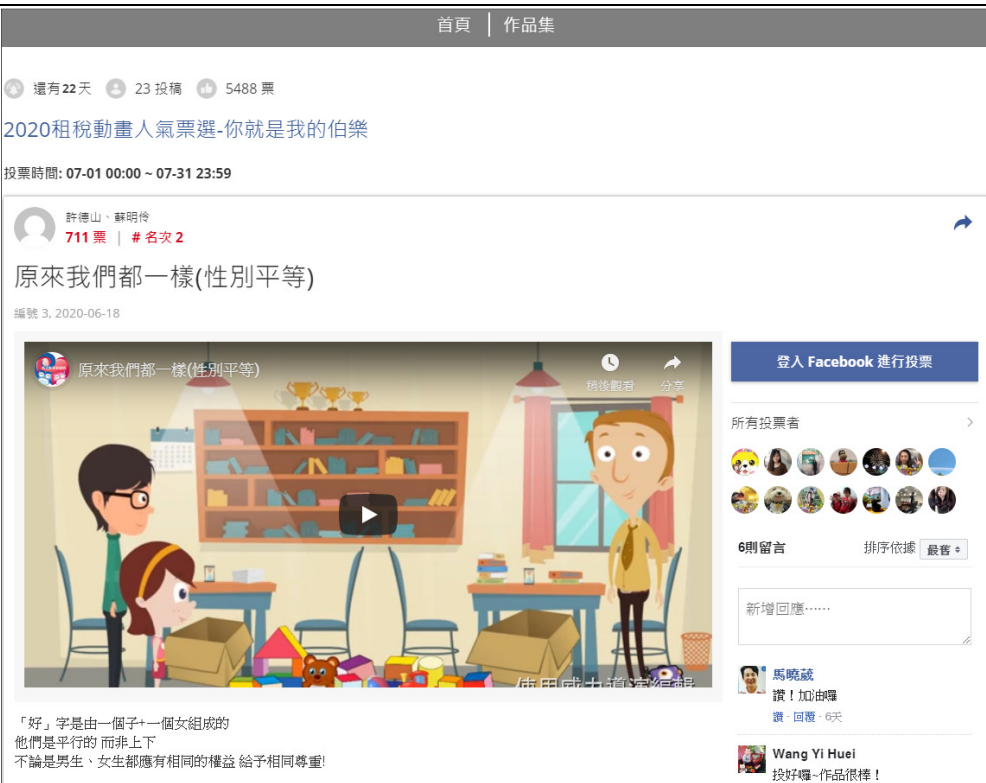 首頁 | 作品集
還有22天 23 投稿 5488 票
2020租稅動畫人氣票選-你就是我的伯樂
投票時間: 07-01 00:00 ~ 07-31 23:59
許德山、蘇明伶
711 票 | # 名次 2
原來我們都一樣(性別平等)
編號 3, 2020-06-18
原來我們都一樣(性別平等)
稍後觀看 分享
使用威力導演編輯
「好」字是由一個子+一個女組成的
他們是平行的 而非上下
不論是男生、女生都應有相同的權益 給予相同尊重!
登入 Facebook 進行投票
所有投票者
6則留言 排序依據 最舊
新增回應⋯⋯
馬曉葳
讚！加油囉
讚 · 回覆 · 6天
Wang Yi Huei
投好囉~作品很棒！